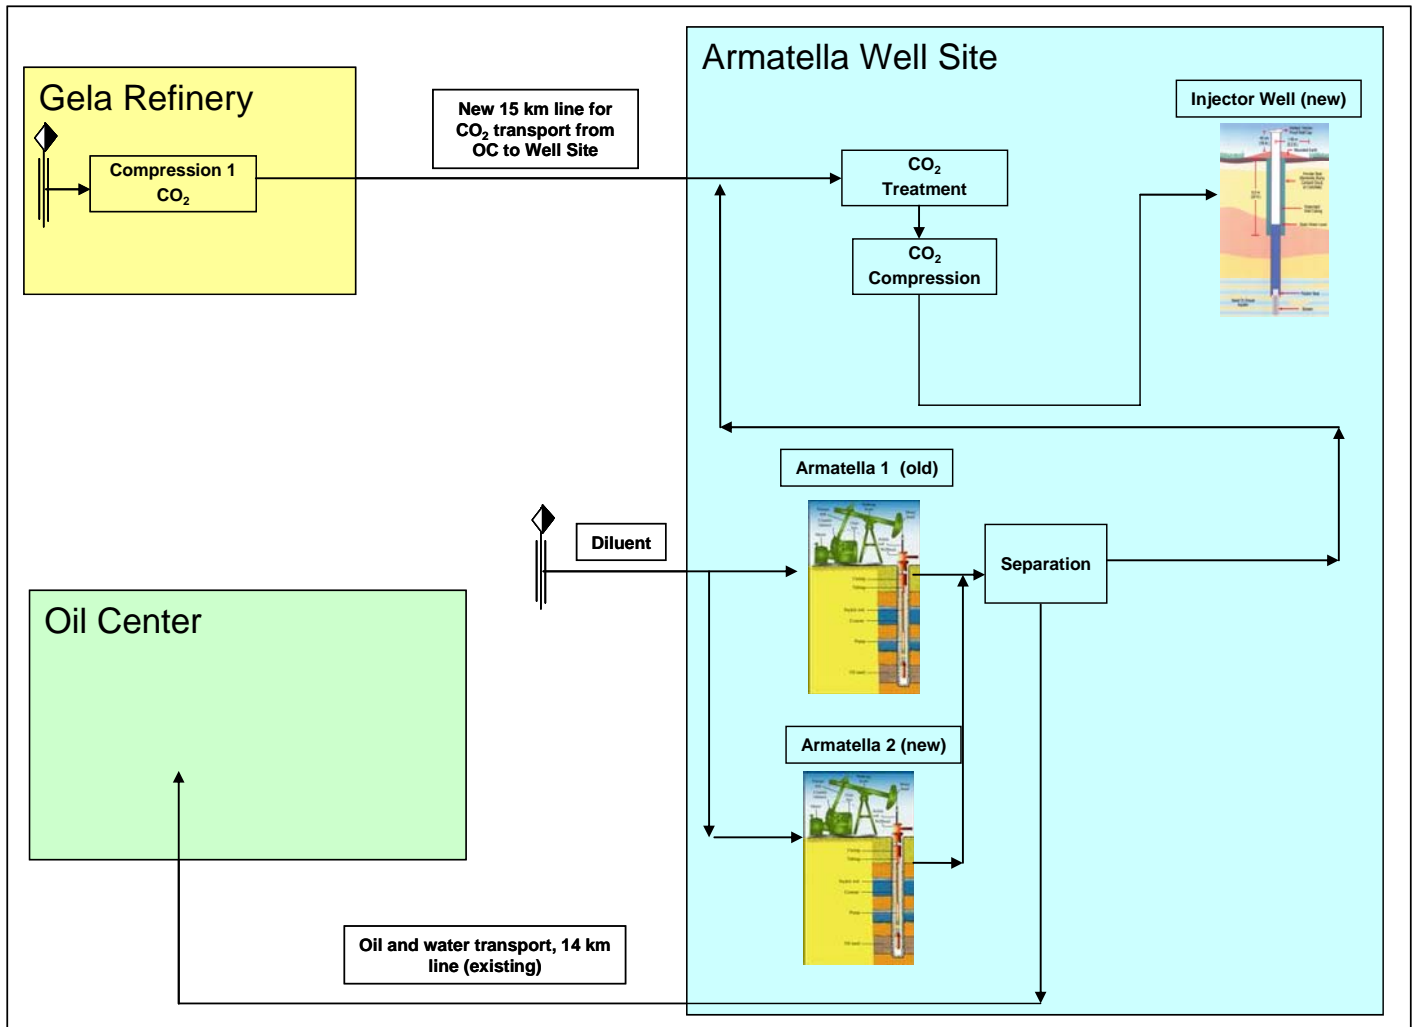 Armatella Well Site
Gela Refinery
New 15 km line for
CO₂ transport from
OC to Well Site
Injector Well (new)
Compression 1
CO₂
CO₂
Treatment
CO₂
Compression
Armatella 1 (old)
Diluent
Separation
Oil Center
Armatella 2 (new)
Oil and water transport, 14 km
line (existing)